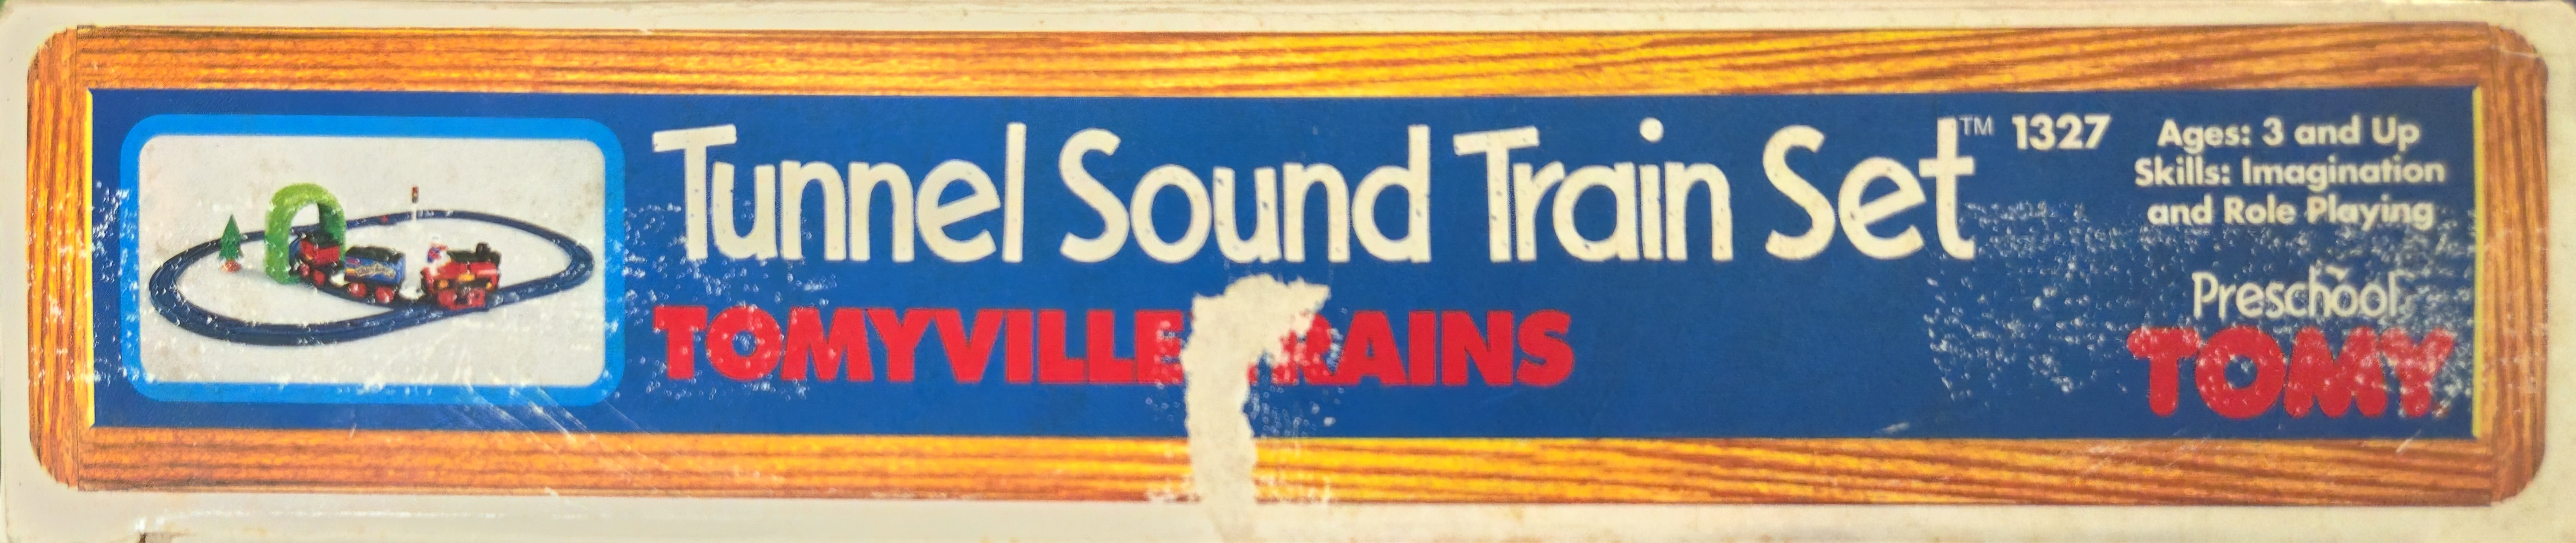 Tunnel Sound Train Set™ 1327
TOMYVILLE RAINS
Ages: 3 and Up
Skills: Imagination
and Role Playing
Preschool
TOMY